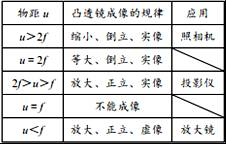 物距 u 凸透镜成像的规律 应用
u>2f 缩小、倒立、实像 照相机
u=2f 等大、倒立、实像
2f>u>f 放大、正立、实像 投影仪
u=f 不能成像
u<f 放大、正立、虚像 放大镜